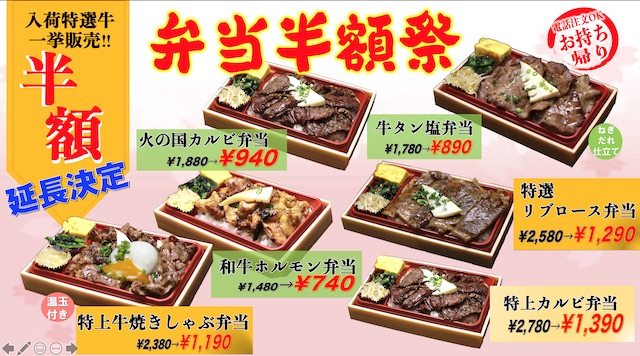 入荷特選牛
一挙販売!!
半額
延長決定
弁当半額祭
電話注文OK
お持ち
帰り
火の国カルビ弁当
¥1,880→¥940
牛タン塩弁当
¥1,780→¥890
ねぎ
だれ
仕立て
特選
リブロース弁当
¥2,580→¥1,290
和牛ホルモン弁当
¥1,480→¥740
温玉
付き
特上牛焼きしゃぶ弁当
¥2,380→¥1,190
特上カルビ弁当
¥2,780→¥1,390